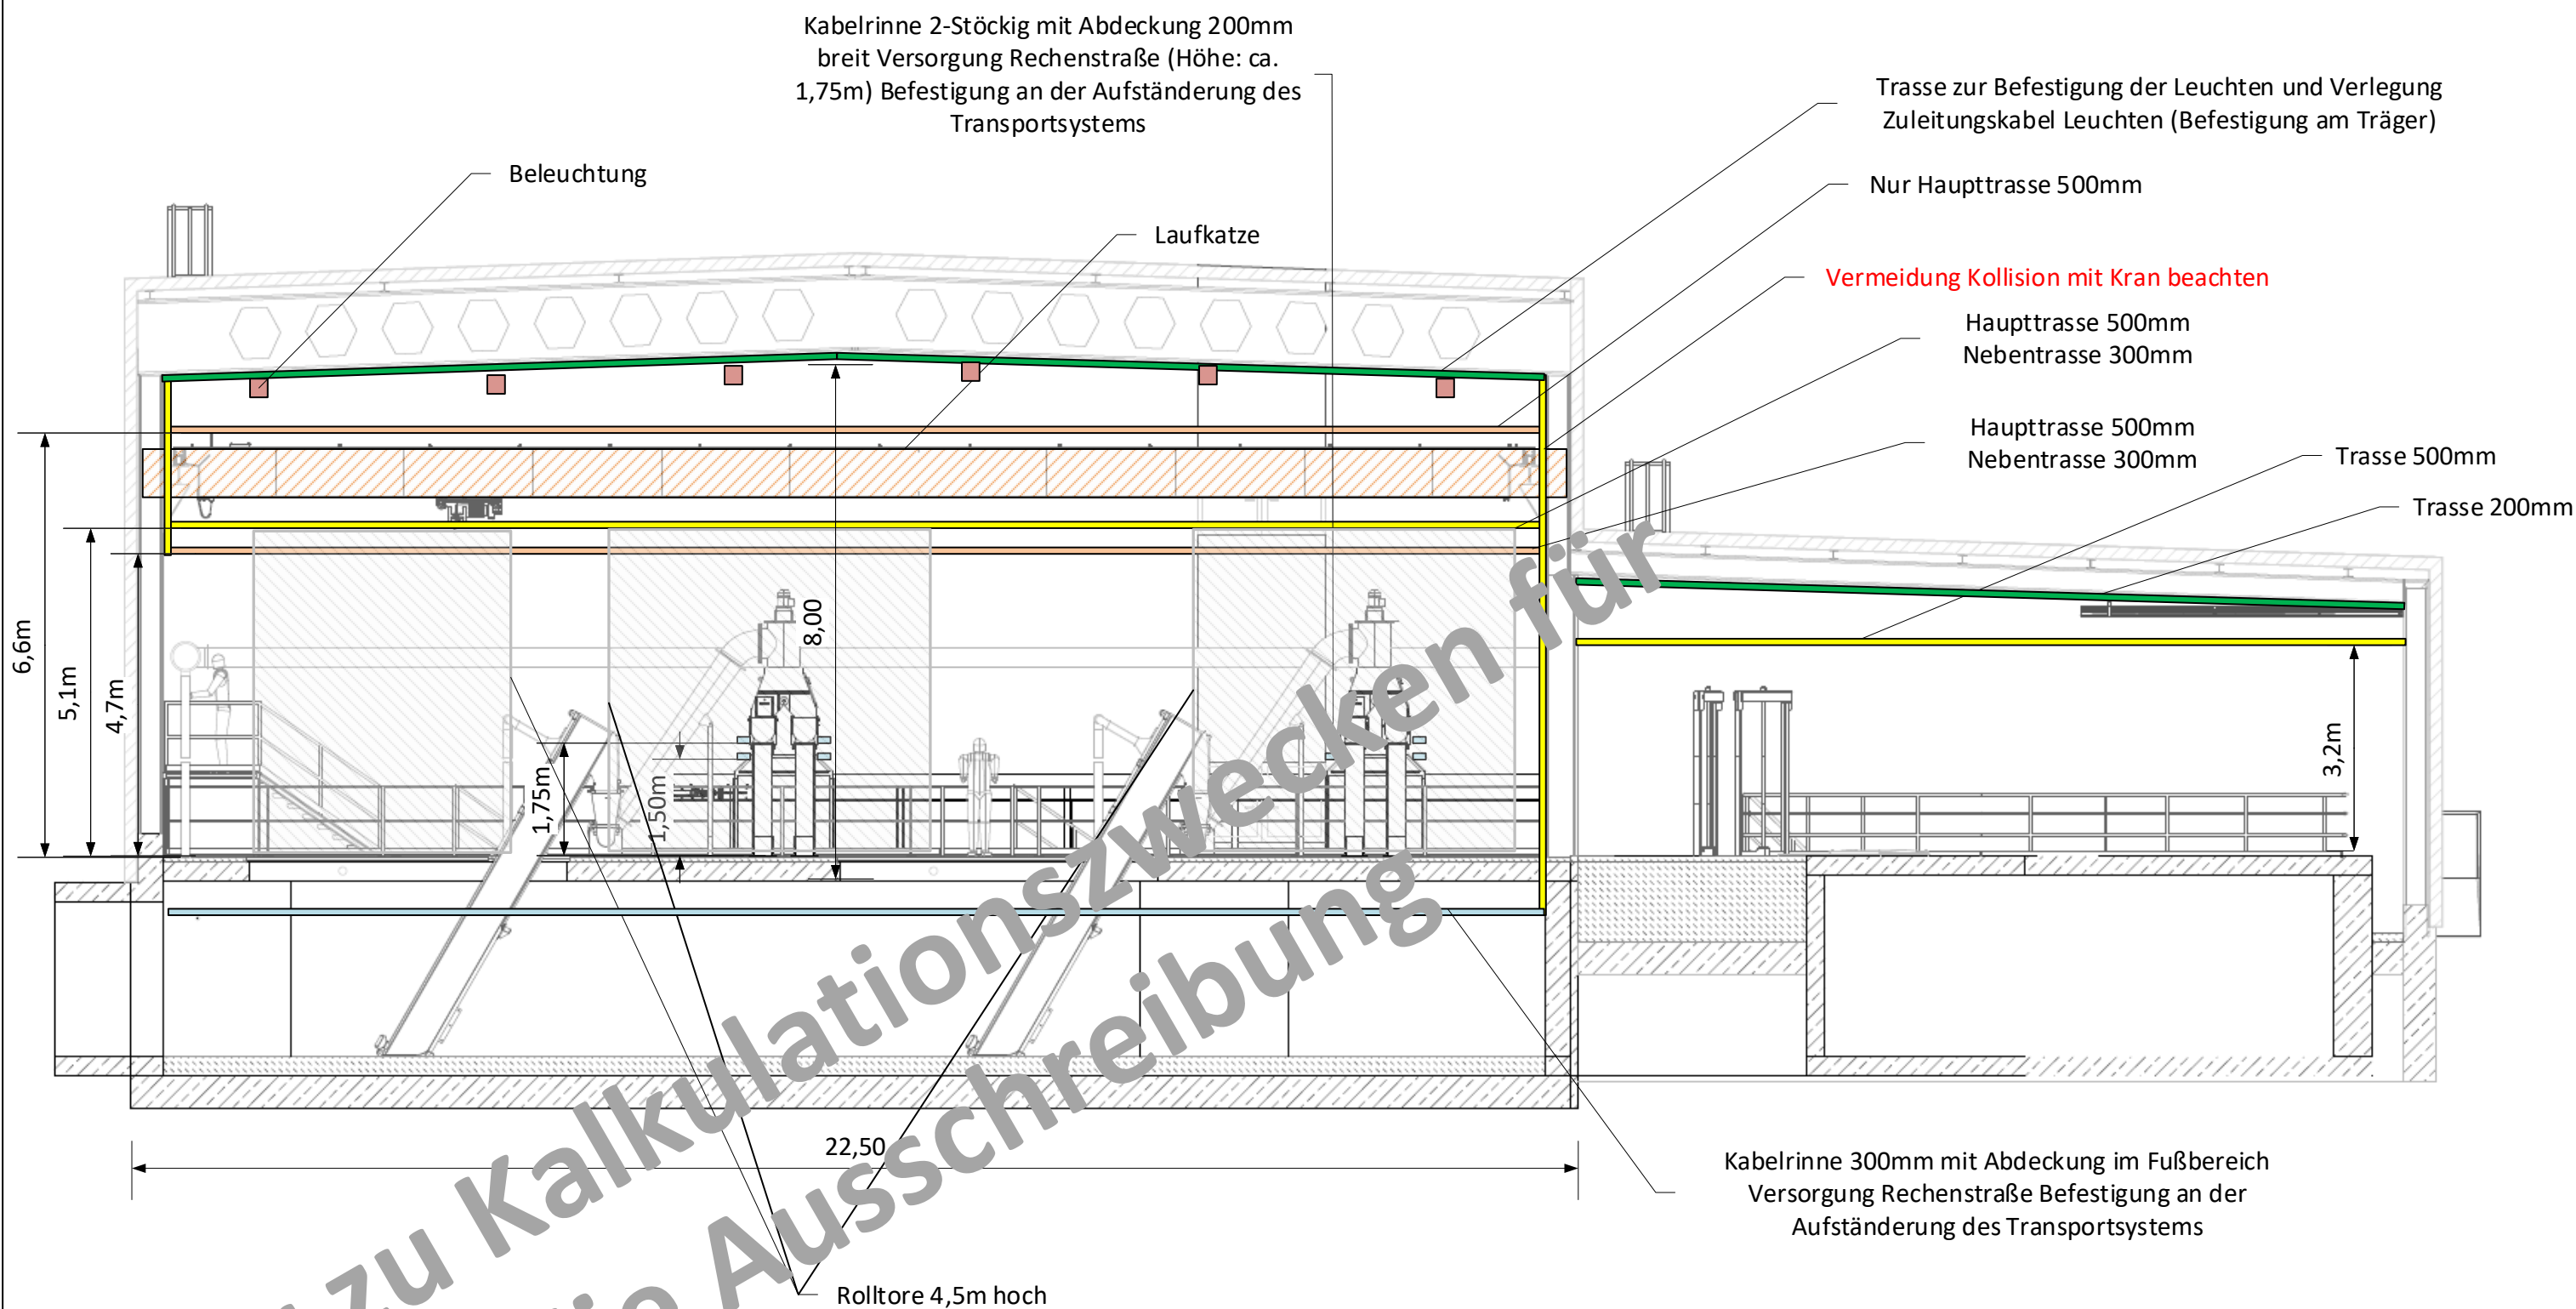 Kabelrinne 2-Stöckig mit Abdeckung 200mm
breit Versorgung Rechenstraße (Höhe: ca.
1,75m) Befestigung an der Aufständerung des
Transportsystems
Trasse zur Befestigung der Leuchten und Verlegung
Zuleitungskabel Leuchten (Befestigung am Träger)
Beleuchtung
Nur Haupttrasse 500mm
Laufkatze
Vermeidung Kollision mit Kran beachten
Haupttrasse 500mm
Nebentrasse 300mm
Haupttrasse 500mm
Nebentrasse 300mm
Trasse 500mm
Trasse 200mm
6,6m
5,1m
4,7m
8,00
1,75m
1,50m
3,2m
22,50
zu Kalkulationszwecken für
Ausschreibung
Kabelrinne 300mm mit Abdeckung im Fußbereich
Versorgung Rechenstraße Befestigung an der
Aufständerung des Transportsystems
Rolltore 4,5m hoch